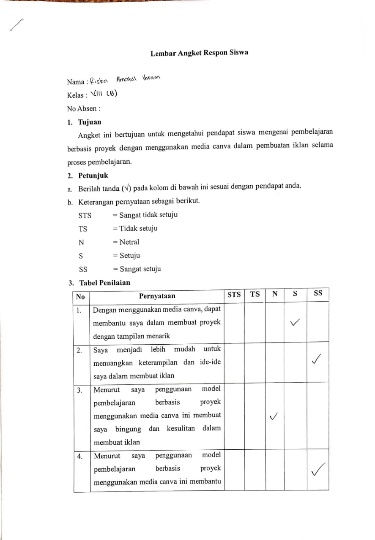 Lembar Angket Respon Siswa
Nama :
Kelas : VIII (B)
No Absen :
1. Tujuan
Angket ini bertujuan untuk mengetahui pendapat siswa mengenai pembelajaran
berbasis proyek dengan menggunakan media canva dalam pembuatan iklan selama
proses pembelajaran.
2. Petunjuk
a. Berilah tanda (√) pada kolom di bawah ini sesuai dengan pendapat anda.
b. Keterangan pernyataan sebagai berikut.
STS = Sangat tidak setuju
TS = Tidak setuju
N = Netral
S = Setuju
SS = Sangat setuju
3. Tabel Penilaian
No Pernyataan STS TS N S SS
1. Dengan menggunakan media canva, dapat
membantu saya dalam membuat proyek ✓
dengan tampilan menarik
2. Saya menjadi lebih mudah untuk
menuangkan keterampilan dan ide-ide ✓
saya dalam membuat iklan
3. Menurut saya penggunaan model
pembelajaran berbasis proyek
menggunakan media canva ini membuat ✓
saya bingung dan kesulitan dalam
membuat iklan
4. Menurut saya penggunaan model
pembelajaran berbasis proyek ✓
menggunakan media canva ini membantu